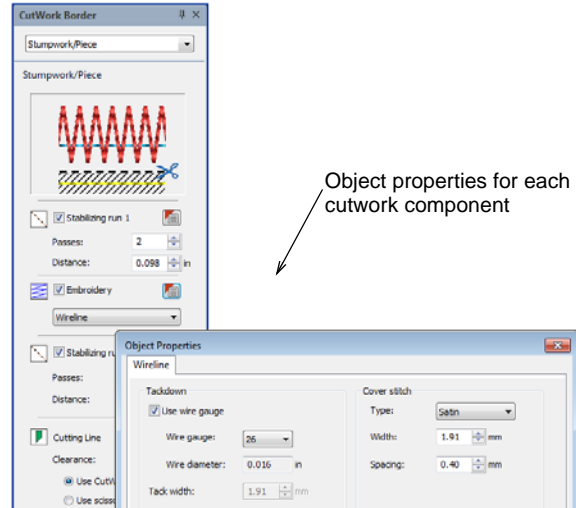 CutWork Border
Stumpwork/Piece
Stumpwork/Piece
Object properties for each
cutwork component
Stabilizing run 1
Passes: 2
Distance: 0.098 in
Embroidery
Wireline
Stabilizing
Passes:
Distance:
Cutting Line
Clearance:
Use
Use
Object Properties
Wireline
Tackdown
Use wire gauge
Wire gauge: 26
Wire diameter: 0.016 in
Tack width: 1.91 mm
Cover stitch
Type: Satin
Width: 1.91 mm
Spacing: 0.40 mm